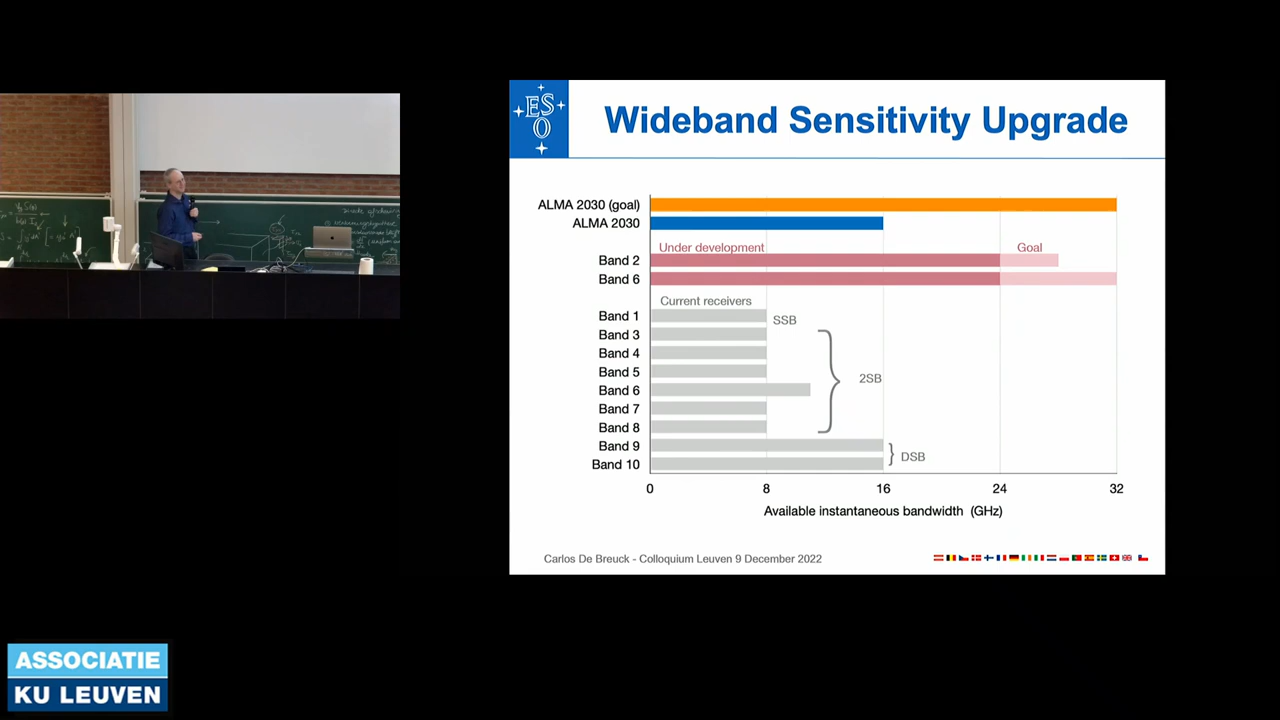 ESO
Wideband Sensitivity Upgrade
ALMA 2030 (goal)
ALMA 2030
Under development
Goal
Band 2
Band 6
Current receivers
Band 1
SSB
Band 3
Band 4
Band 5
2SB
Band 6
Band 7
Band 8
Band 9
DSB
Band 10
0 8 16 24 32
Available instantaneous bandwidth (GHz)
Carlos De Breuck - Colloquium Leuven 9 December 2022
ASSOCIATIE
KU LEUVEN